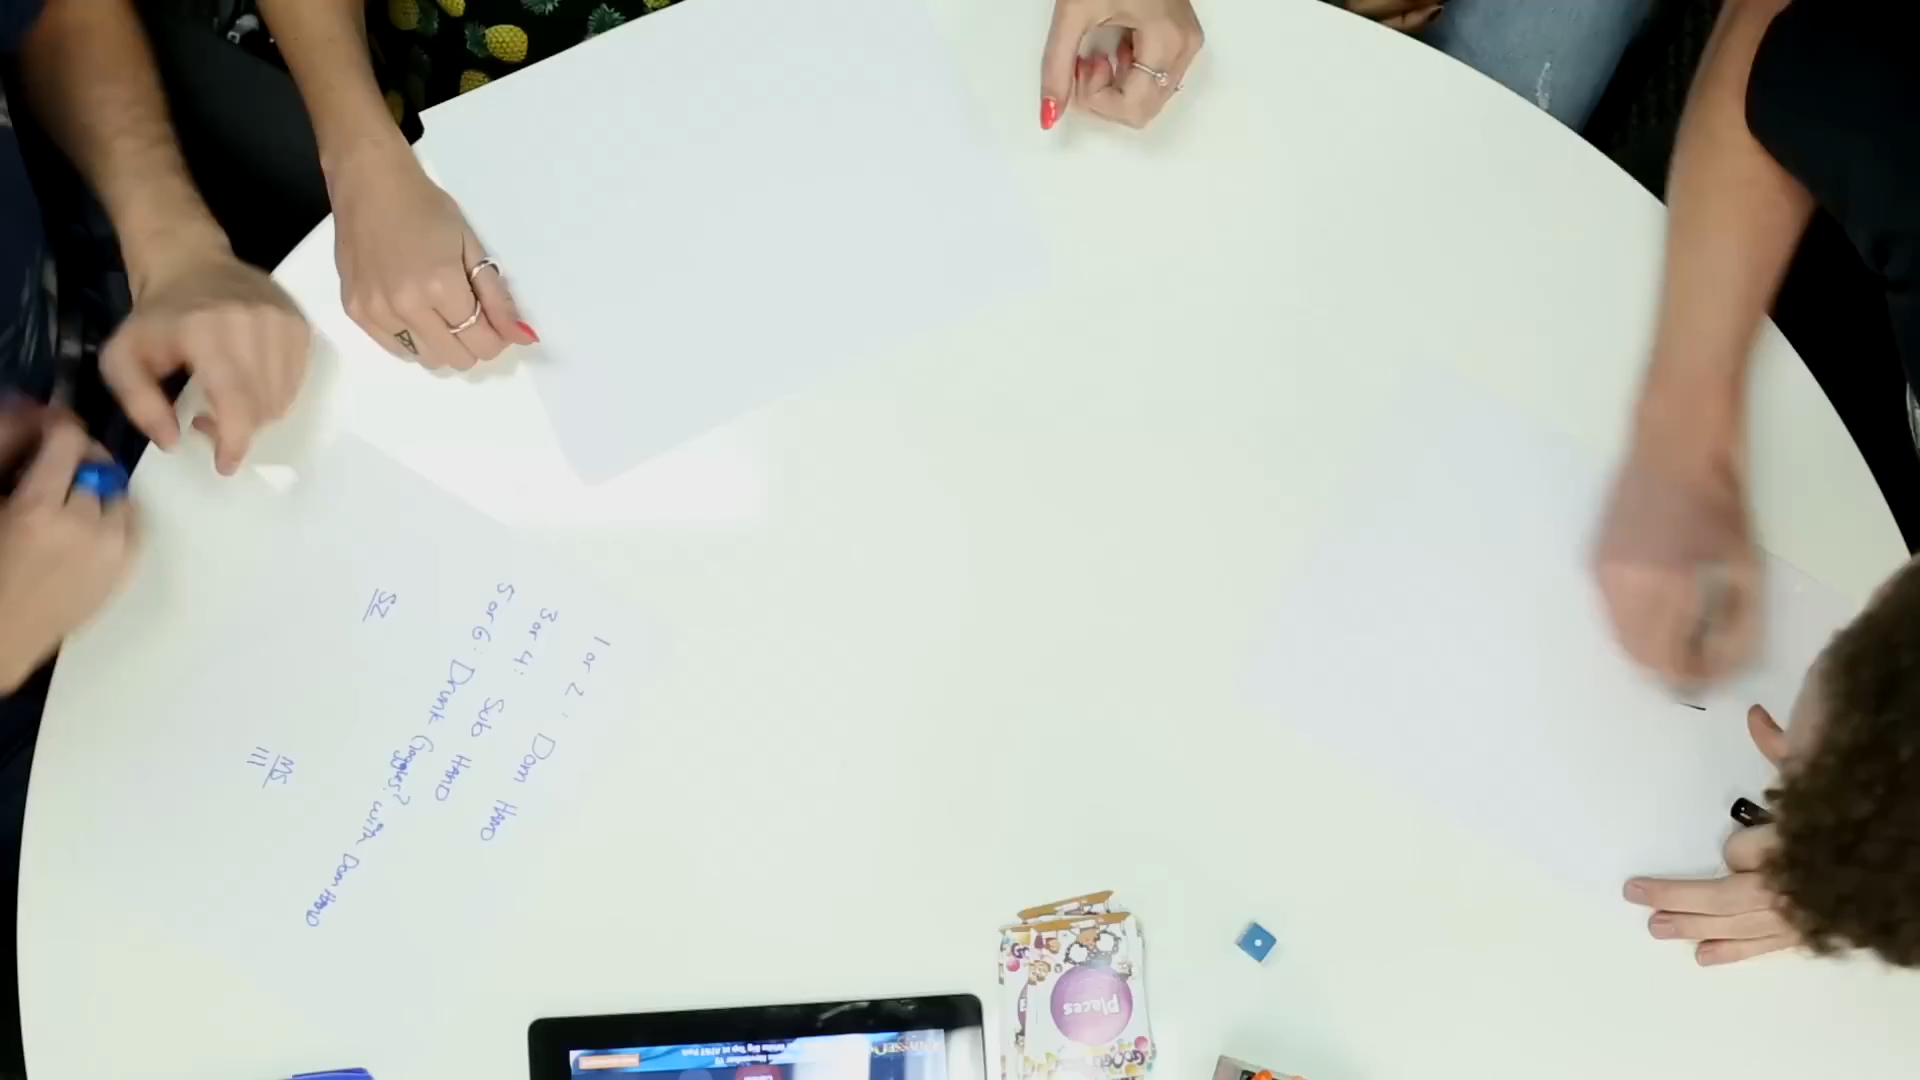 1 or 2: Dom HAND
3 or 4: Sub HAND
5 or 6: Drunk Goggles? with Dom HAND
SZ
MS
III
Places